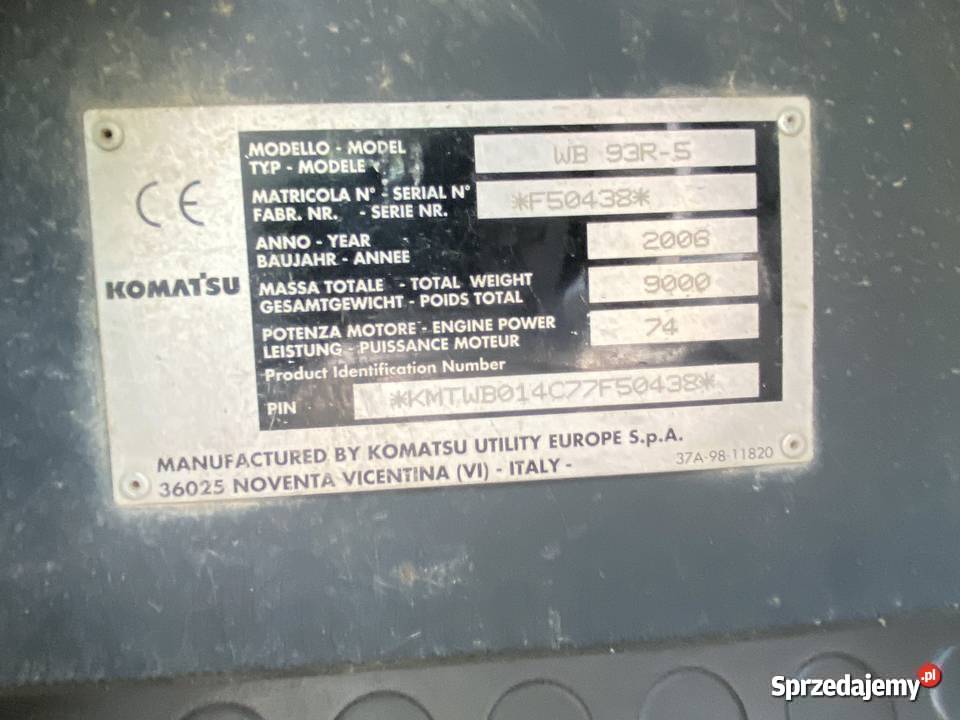 MODELLO - MODEL
TYP - MODELE
WB 93R-5
MATRICOLA N° - SERIAL N°
FABR. NR. - SERIE NR.
*F50438*
CE
ANNO - YEAR
BAUJAHR - ANNEE
2006
KOMATSU
MASSA TOTALE - TOTAL WEIGHT
GESAMTGEWICHT - POIDS TOTAL
9000
POTENZA MOTORE - ENGINE POWER
LEISTUNG - PUISSANCE MOTEUR
74
Product Identification Number
PIN *KMTWB014C77F50438*
MANUFACTURED BY KOMATSU UTILITY EUROPE S.p.A.
36025 NOVENTA VICENTINA (VI) - ITALY -
37A-98-11820
Sprzedajemy.pl